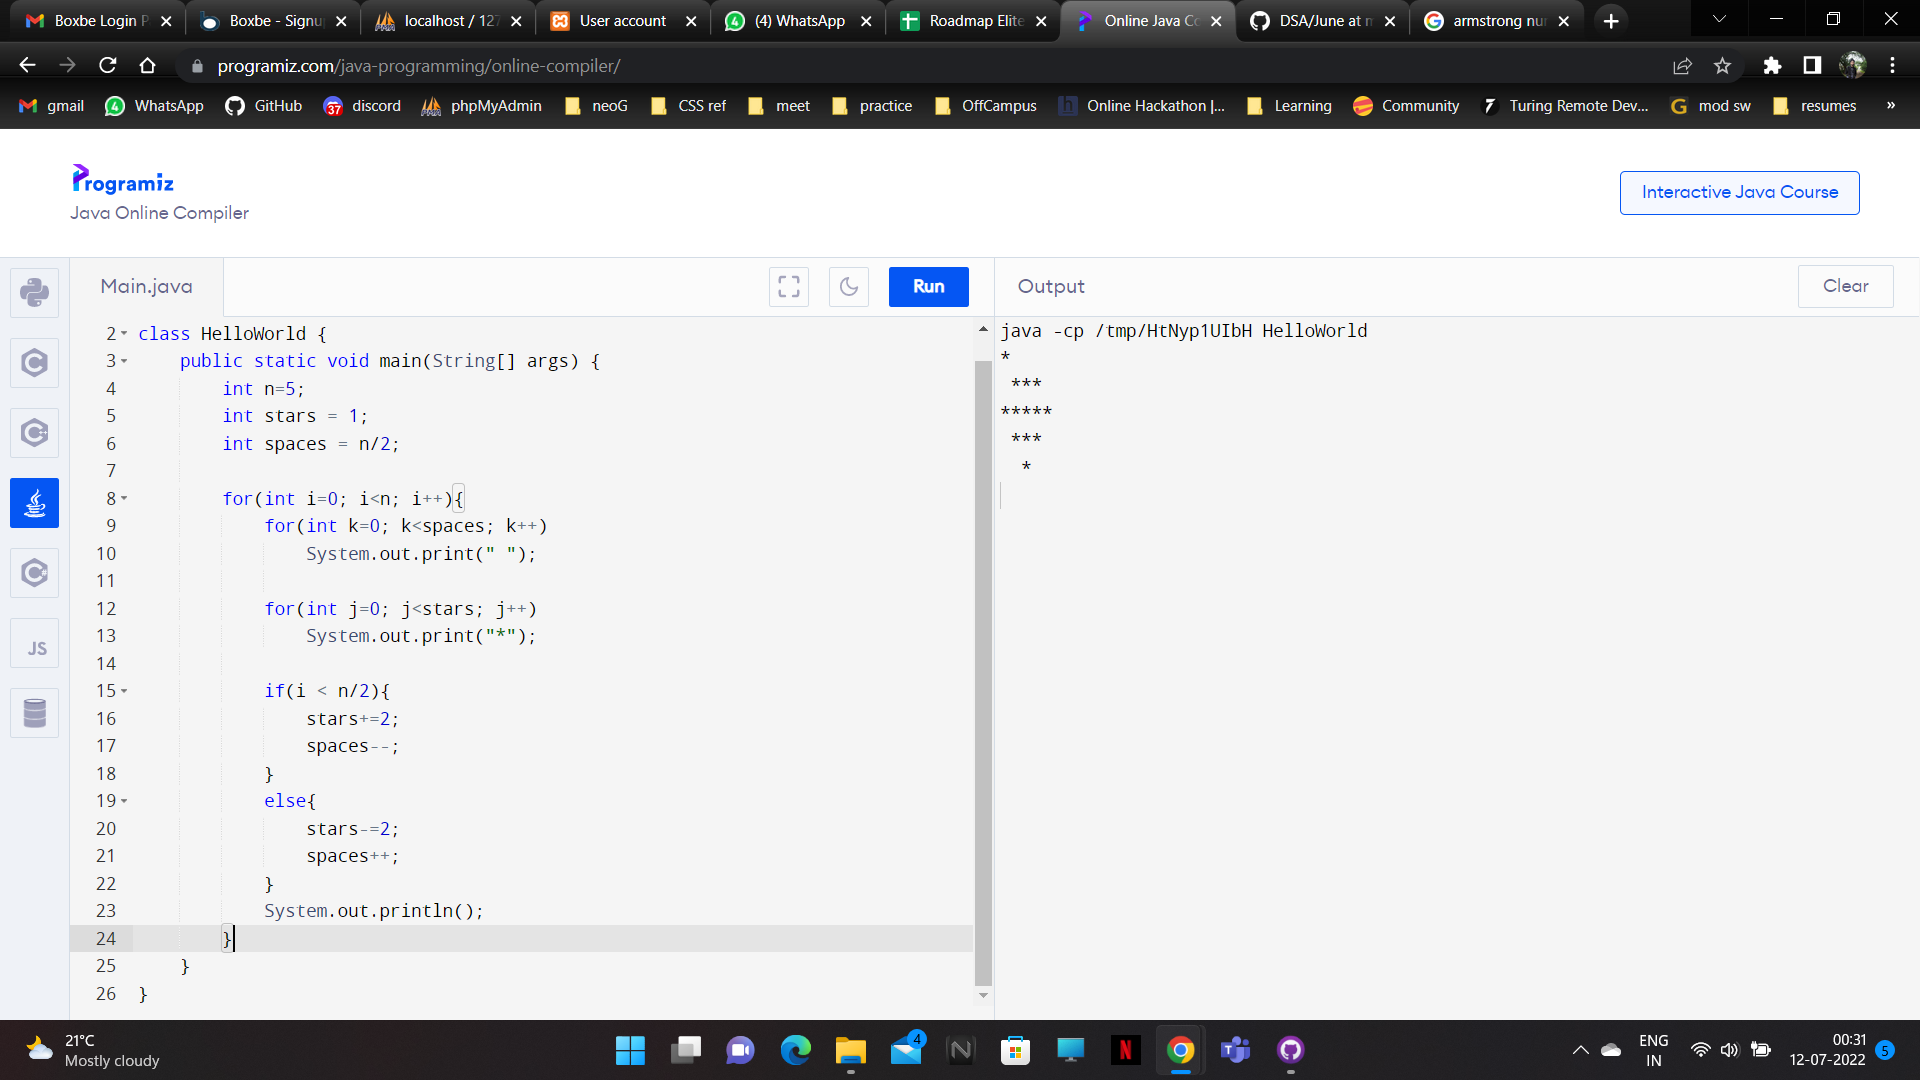 Boxbe Login P
Boxbe - Signu
localhost / 127
User account
(4) WhatsApp
Roadmap Elite
Online Java Co
DSA/June at m
armstrong nu
programiz.com/java-programming/online-compiler/
gmail
WhatsApp
GitHub
37
discord
phpMyAdmin
neoG
CSS ref
meet
practice
OffCampus
h
Online Hackathon |...
Learning
Community
Turing Remote Dev...
mod sw
resumes
»
Programiz
Java Online Compiler
Interactive Java Course
Main.java
Run
Output
Clear
JS
2 class HelloWorld {
3     public static void main(String[] args) {
4         int n=5;
5         int stars = 1;
6         int spaces = n/2;
7
8         for(int i=0; i<n; i++){
9             for(int k=0; k<spaces; k++)
10                 System.out.print(" ");
11
12             for(int j=0; j<stars; j++)
13                 System.out.print("*");
14
15             if(i < n/2){
16                 stars+=2;
17                 spaces--;
18             }
19             else{
20                 stars-=2;
21                 spaces++;
22             }
23             System.out.println();
24         }
25     }
26 }
java -cp /tmp/HtNyp1UIbH HelloWorld
*
 ***
*****
 ***
  *
21°C
Mostly cloudy
4
N
N
ENG
IN
00:31
12-07-2022
5